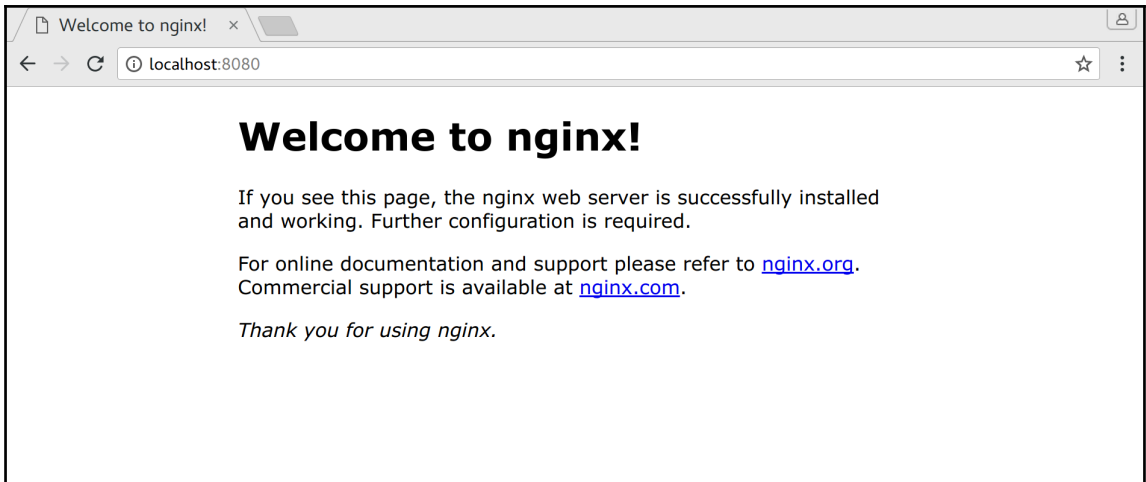 Welcome to nginx!
localhost:8080
Welcome to nginx!
If you see this page, the nginx web server is successfully installed
and working. Further configuration is required.
For online documentation and support please refer to nginx.org.
Commercial support is available at nginx.com.
Thank you for using nginx.